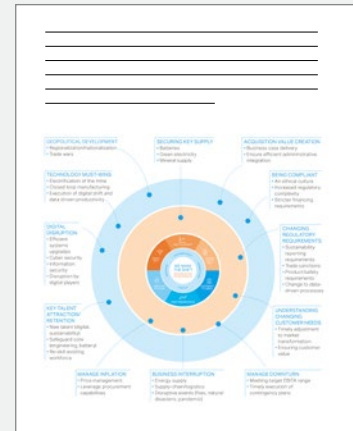 GEOPOLITICAL DEVELOPMENT
• Regionalization/nationalisation
• Trade wars
SECURING KEY SUPPLY
• Batteries
• Green electricity
• Mineral supply
ACQUISITION VALUE CREATION
• Business case delivery
• Ensure efficient administrative
integration
TECHNOLOGY MUST-WINS
• Electrification of the mine
• Closed loop manufacturing
• Execution of digital shift and
data driven productivity
BEING COMPLIANT
• An ethical culture
• Increased regulatory
complexity
• Stricter financing
requirements
DIGITAL
DISRUPTION
• Efficient
systems
upgrades
• Cyber security
• Information
security
• Disruption by
digital players
CHANGING
REGULATORY
REQUIREMENTS
• Sustainability
reporting
requirements
• Trade sanctions
• Product safety
requirements
• Change to data-
driven processes
KEY TALENT
ATTRACTION/
RETENTION
• New talent (digital,
sustainability)
• Safeguard core
(engineering, battery)
• Re-skill existing
workforce
UNDERSTANDING
CHANGING
CUSTOMER NEEDS
• Timely adjustment
to market
transformation
• Ensuring customer
value
MANAGE INFLATION
• Price management
• Leverage procurement
capabilities
BUSINESS INTERRUPTION
• Energy supply
• Supply chain/logistics
• Disruptive events (fires, natural
disasters, pandemic)
MANAGE DOWNTURN
• Meeting target EBITA range
• Timely execution of
contingency plans